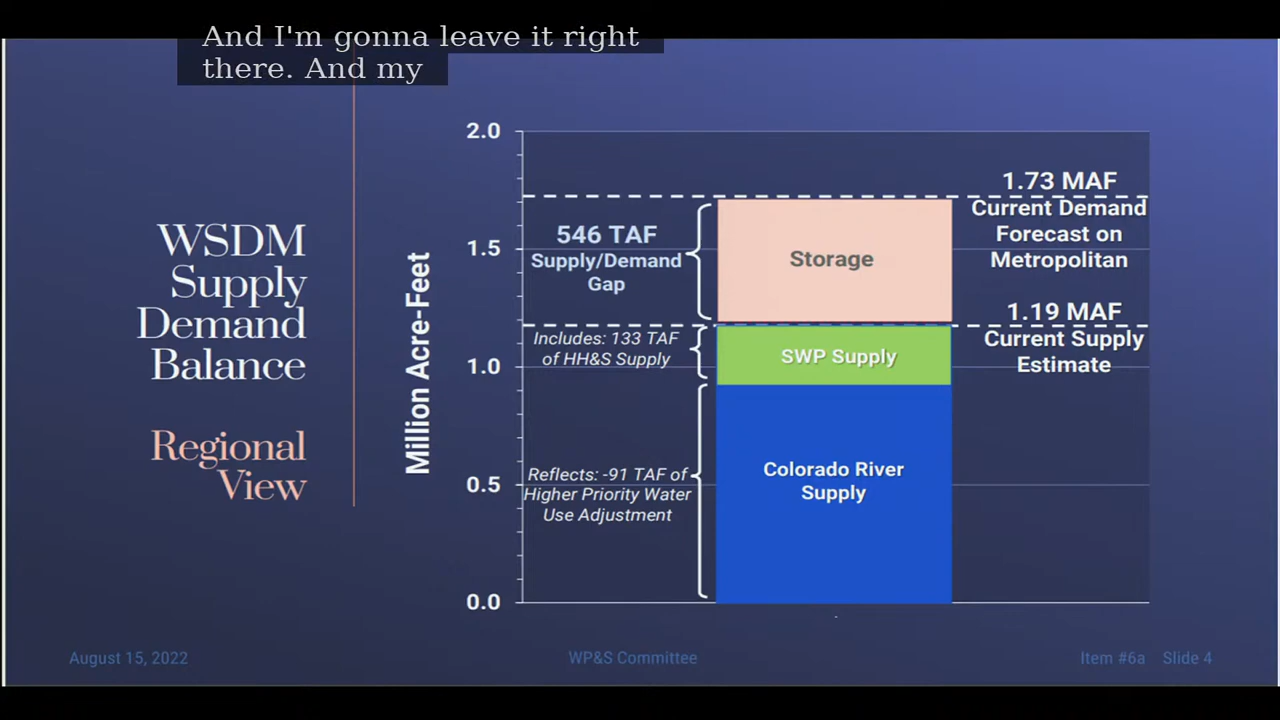 And I'm gonna leave it right
there. And my
WSDM
Supply
Demand
Balance
Regional
View
Million Acre-Feet
2.0
1.5
1.0
0.5
0.0
546 TAF
Supply/Demand
Gap
Includes: 133 TAF
of HH&S Supply
Reflects: -91 TAF of
Higher Priority Water
Use Adjustment
Storage
SWP Supply
Colorado River
Supply
1.73 MAF
Current Demand
Forecast on
Metropolitan
1.19 MAF
Current Supply
Estimate
August 15, 2022
WP&S Committee
Item #6a Slide 4